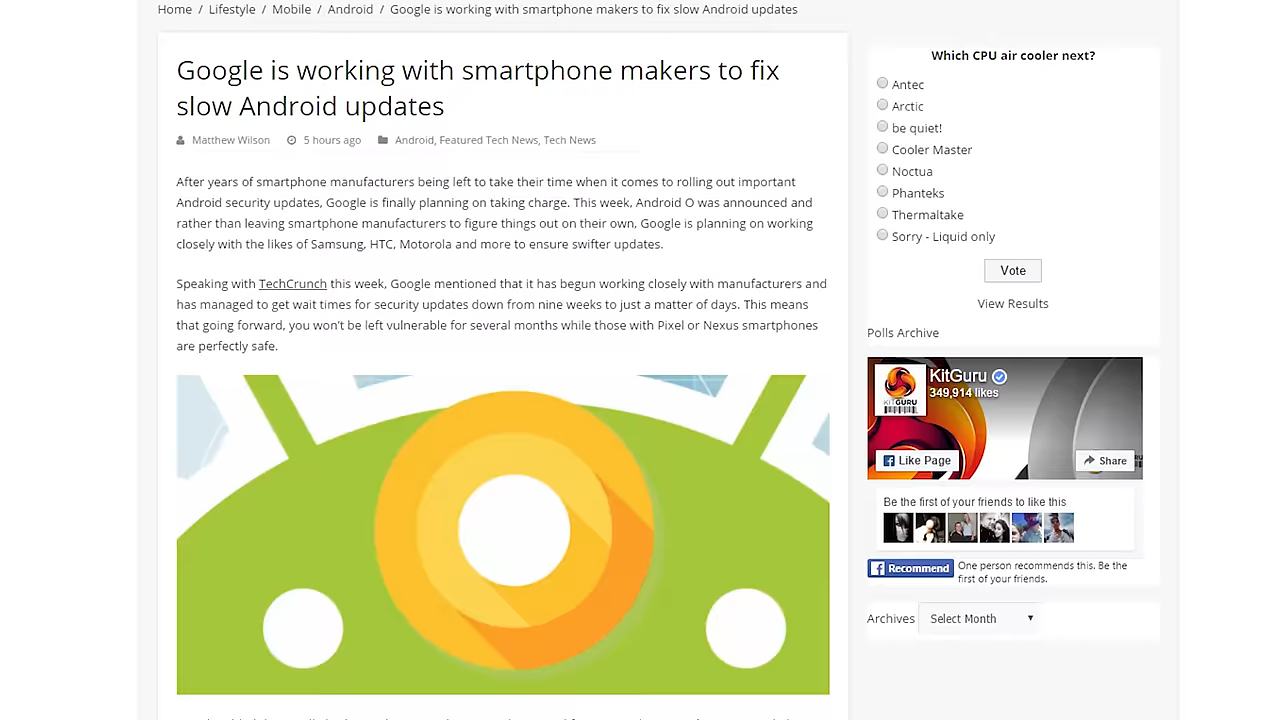 Home / Lifestyle / Mobile / Android / Google is working with smartphone makers to fix slow Android updates
Google is working with smartphone makers to fix
slow Android updates
Matthew Wilson 5 hours ago Android, Featured Tech News, Tech News
After years of smartphone manufacturers being left to take their time when it comes to rolling out important
Android security updates, Google is finally planning on taking charge. This week, Android O was announced and
rather than leaving smartphone manufacturers to figure things out on their own, Google is planning on working
closely with the likes of Samsung, HTC, Motorola and more to ensure swifter updates.
Speaking with TechCrunch this week, Google mentioned that it has begun working closely with manufacturers and
has managed to get wait times for security updates down from nine weeks to just a matter of days. This means
that going forward, you won't be left vulnerable for several months while those with Pixel or Nexus smartphones
are perfectly safe.
Which CPU air cooler next?
Antec
Arctic
be quiet!
Cooler Master
Noctua
Phanteks
Thermaltake
Sorry - Liquid only
Vote
View Results
Polls Archive
KitGuru
349,914 likes
KITGURU
Like Page
Share
Be the first of your friends to like this
Recommend
One person recommends this. Be the
first of your friends.
Archives Select Month